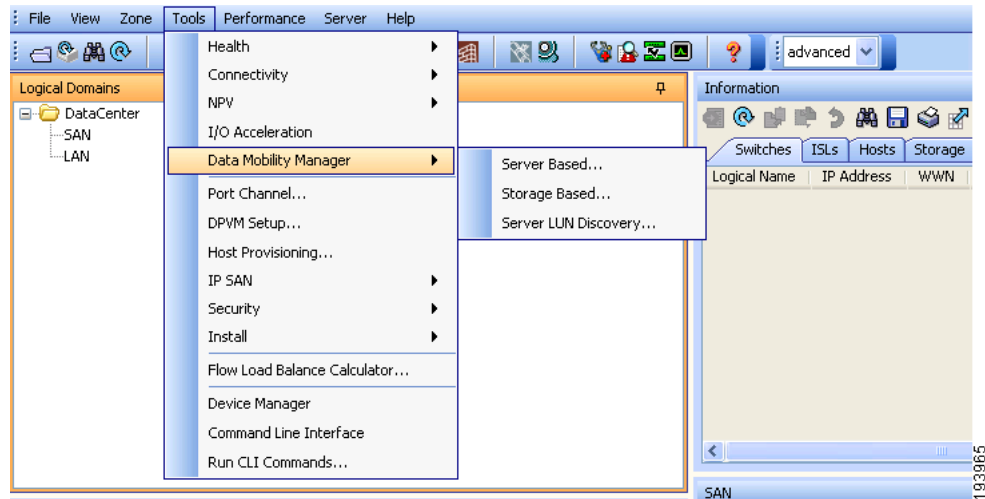 File View Zone Tools Performance Server Help
advanced
Logical Domains
DataCenter
SAN
LAN
Health
Connectivity
NPV
I/O Acceleration
Data Mobility Manager
Port Channel...
DPVM Setup...
Host Provisioning...
IP SAN
Security
Install
Flow Load Balance Calculator...
Device Manager
Command Line Interface
Run CLI Commands...
Server Based...
Storage Based...
Server LUN Discovery...
Information
Switches ISLs Hosts Storage
Logical Name IP Address WWN
SAN
193965